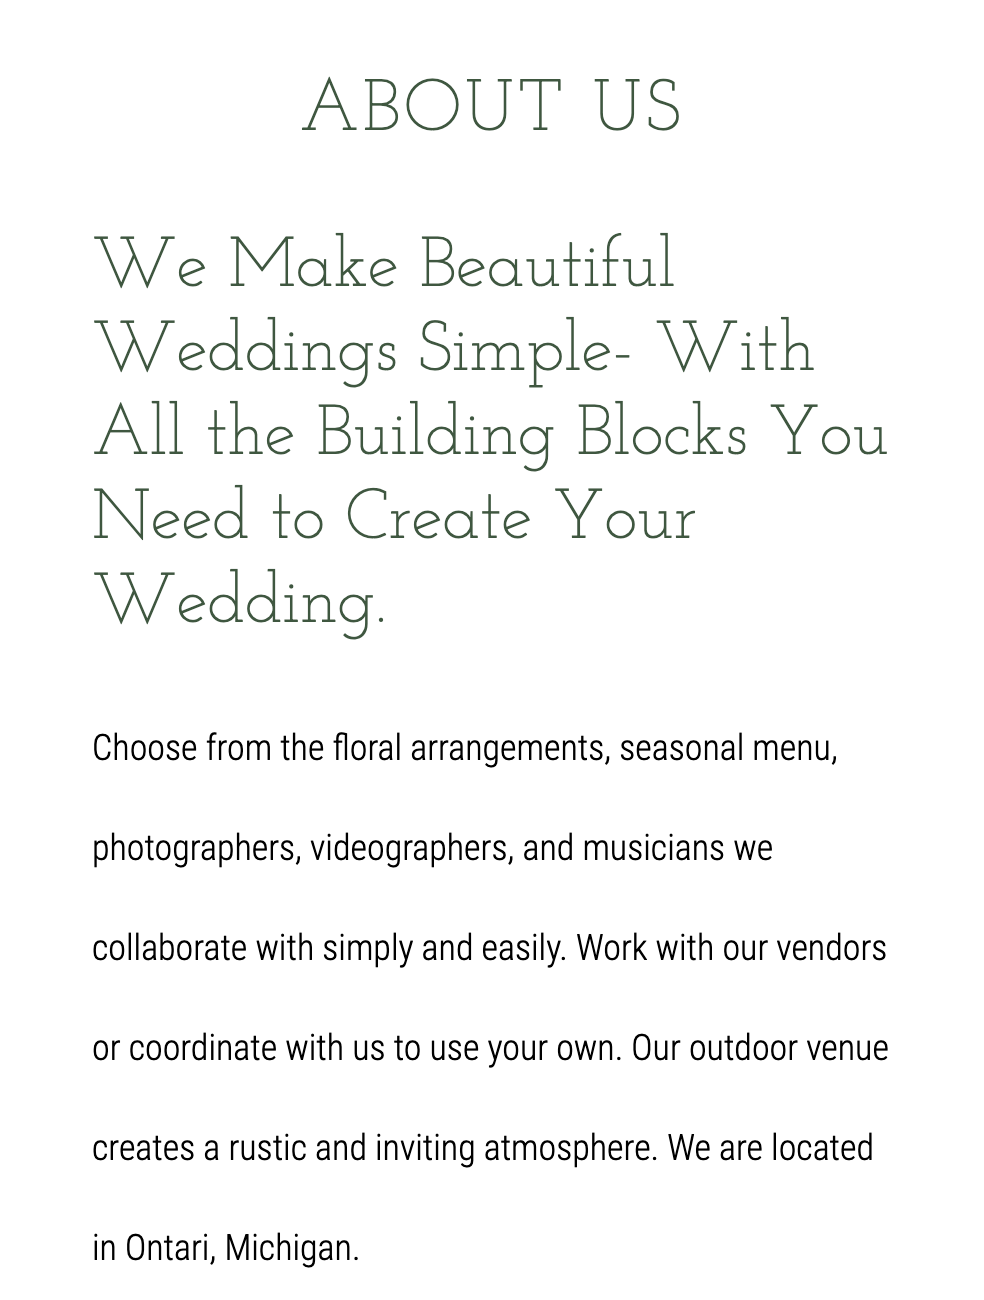 ABOUT US
We Make Beautiful
Weddings Simple- With
All the Building Blocks You
Need to Create Your
Wedding.
Choose from the floral arrangements, seasonal menu,
photographers, videographers, and musicians we
collaborate with simply and easily. Work with our vendors
or coordinate with us to use your own. Our outdoor venue
creates a rustic and inviting atmosphere. We are located
in Ontari, Michigan.